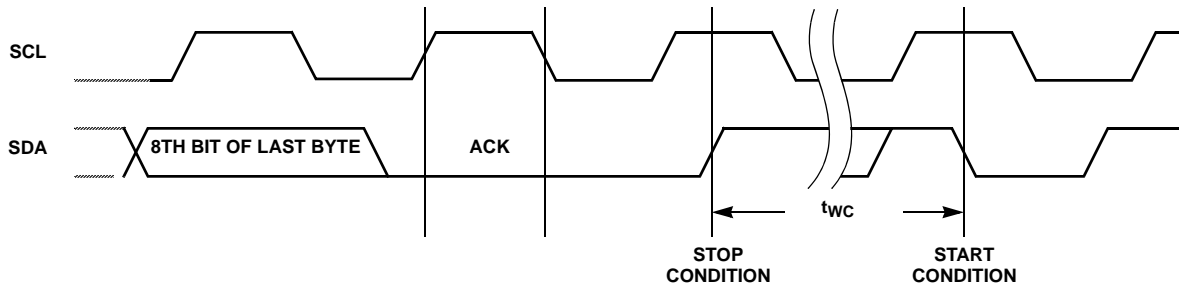 SCL
SDA
8TH BIT OF LAST BYTE
ACK
tWC
STOP
CONDITION
START
CONDITION